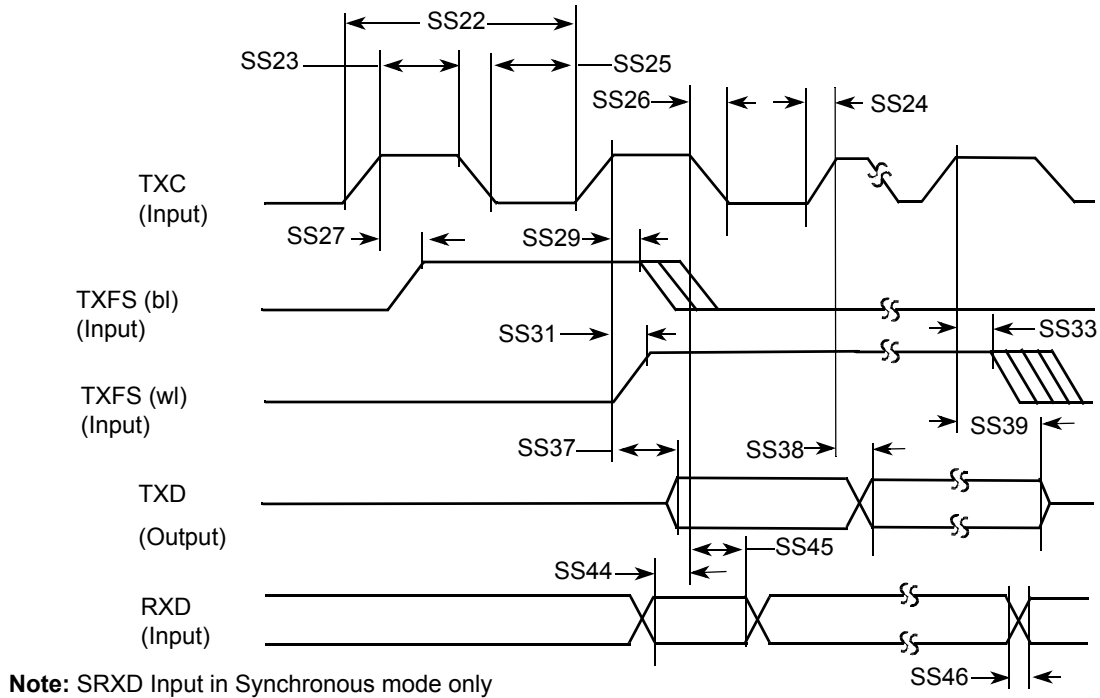 SS22
SS23
SS25
SS26
SS24
TXC
(Input)
SS27
SS29
TXFS (bl)
(Input)
SS31
SS33
TXFS (wl)
(Input)
SS39
SS37
SS38
TXD
(Output)
SS45
SS44
RXD
(Input)
SS46
Note: SRXD Input in Synchronous mode only